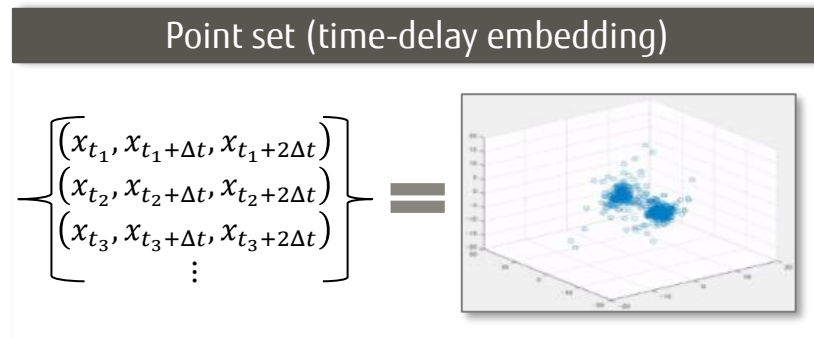 Point set (time-delay embedding)
(x_{t_1}, x_{t_1+Δt}, x_{t_1+2Δt})
(x_{t_2}, x_{t_2+Δt}, x_{t_2+2Δt})
(x_{t_3}, x_{t_3+Δt}, x_{t_3+2Δt})
⋮
=